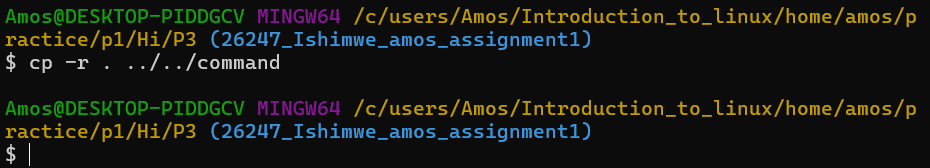 Amos@DESKTOP-PIDDGCV MINGW64 /c/users/Amos/Introduction_to_linux/home/amos/p
ractice/p1/Hi/P3 (26247_Ishimwe_amos_assignment1)
$ cp -r . ../../command
Amos@DESKTOP-PIDDGCV MINGW64 /c/users/Amos/Introduction_to_linux/home/amos/p
ractice/p1/Hi/P3 (26247_Ishimwe_amos_assignment1)
$